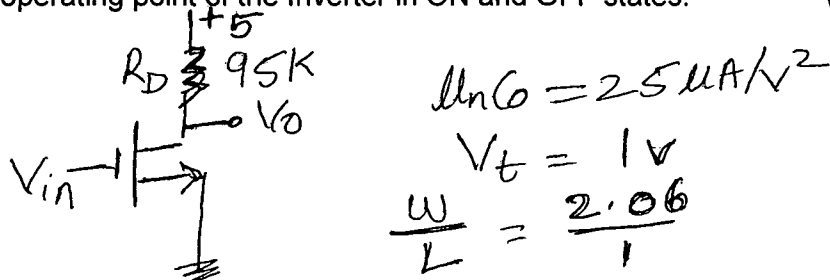 operating point of the Inverter in ON and OFF states.
+5
RD 95K
Vo
Vin
μnCo = 25 μA/v²
Vt = 1v
W/L = 2.06/1